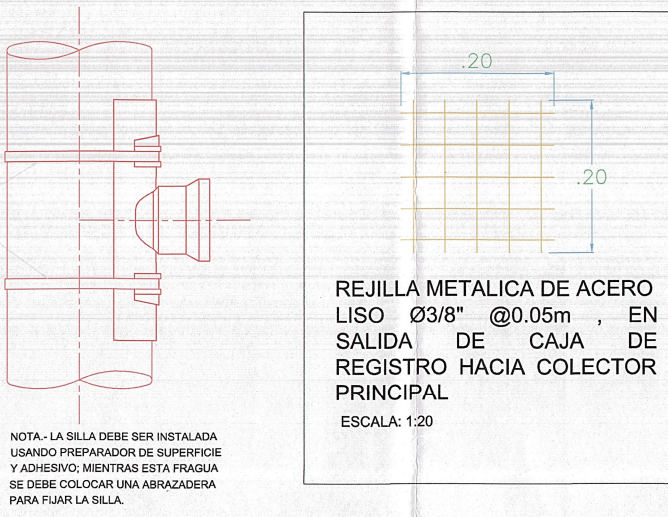 .20
.20
REJILLA METALICA DE ACERO
LISO Ø3/8" @0.05m , EN
SALIDA DE CAJA DE
REGISTRO HACIA COLECTOR
PRINCIPAL
ESCALA: 1:20
NOTA.- LA SILLA DEBE SER INSTALADA
USANDO PREPARADOR DE SUPERFICIE
Y ADHESIVO; MIENTRAS ESTA FRAGUA
SE DEBE COLOCAR UNA ABRAZADERA
PARA FIJAR LA SILLA.